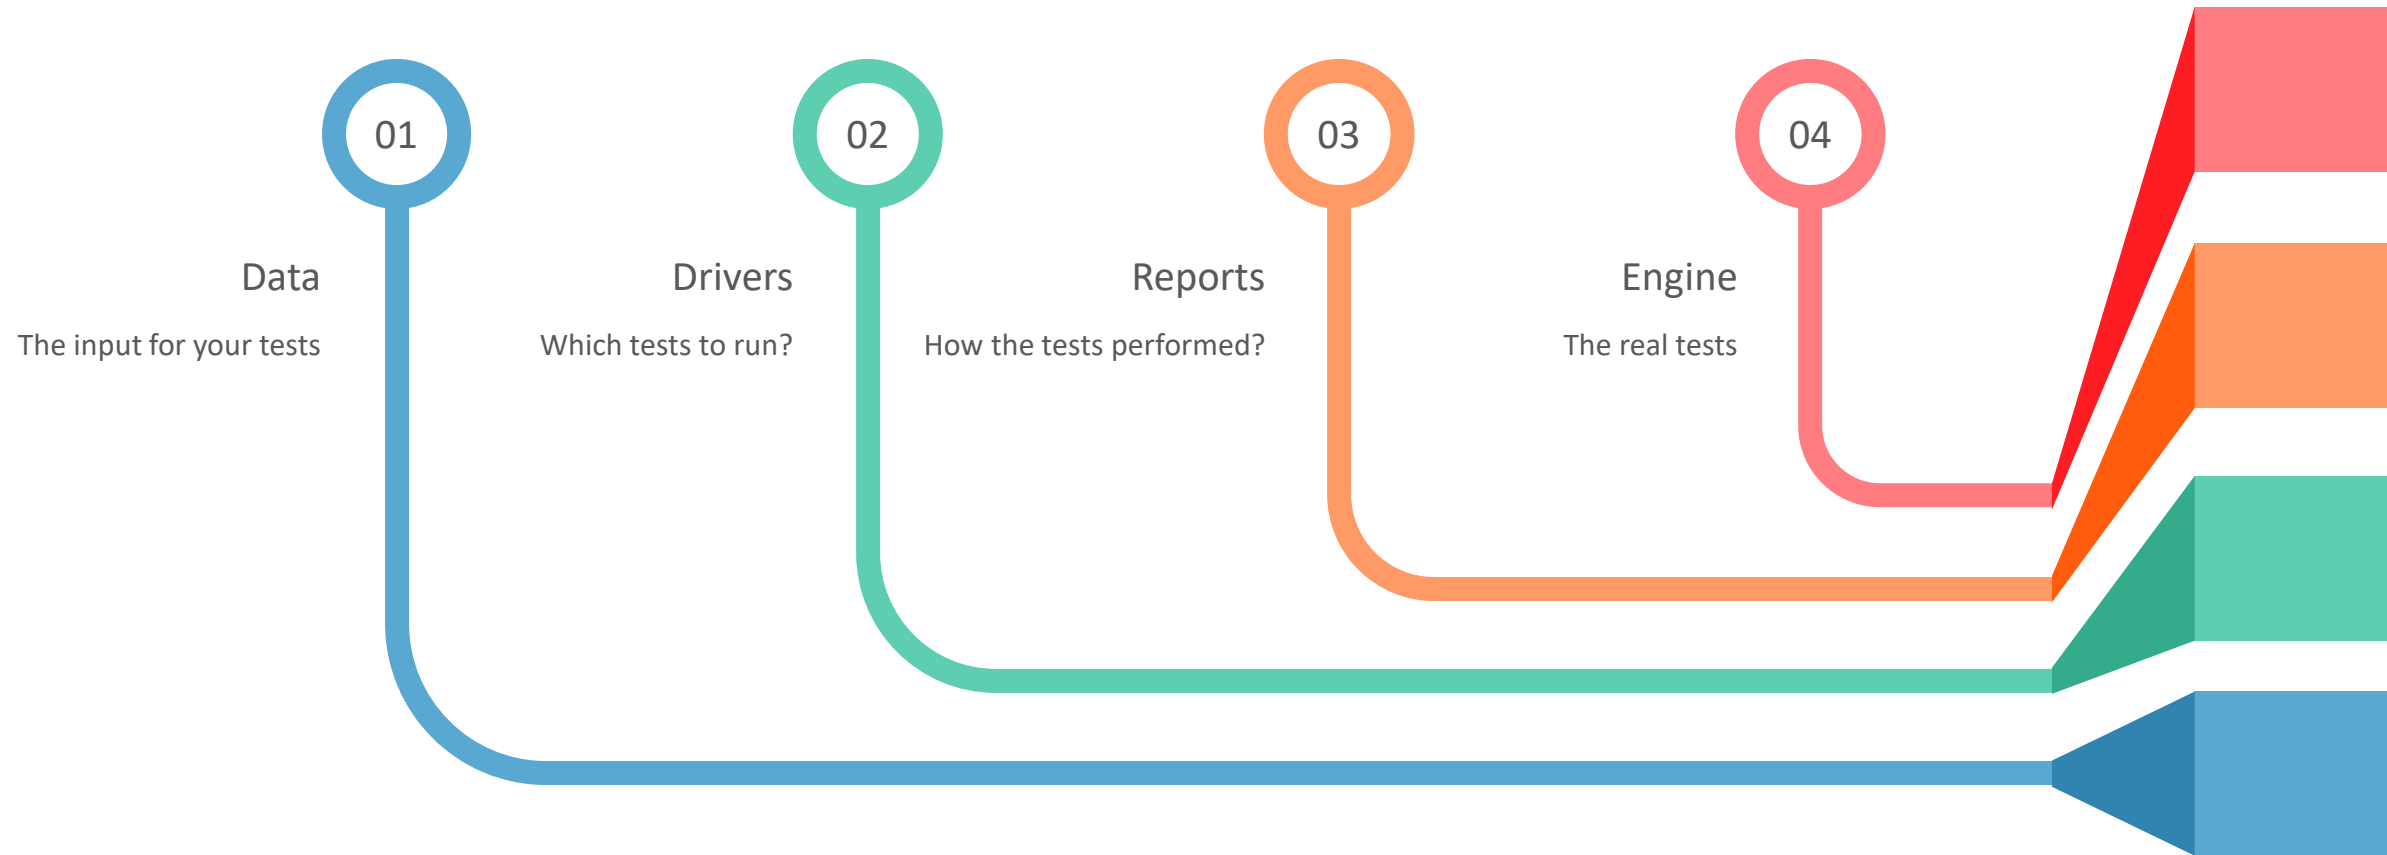 01
02
03
04
Data
Drivers
Reports
Engine
The input for your tests
Which tests to run?
How the tests performed?
The real tests